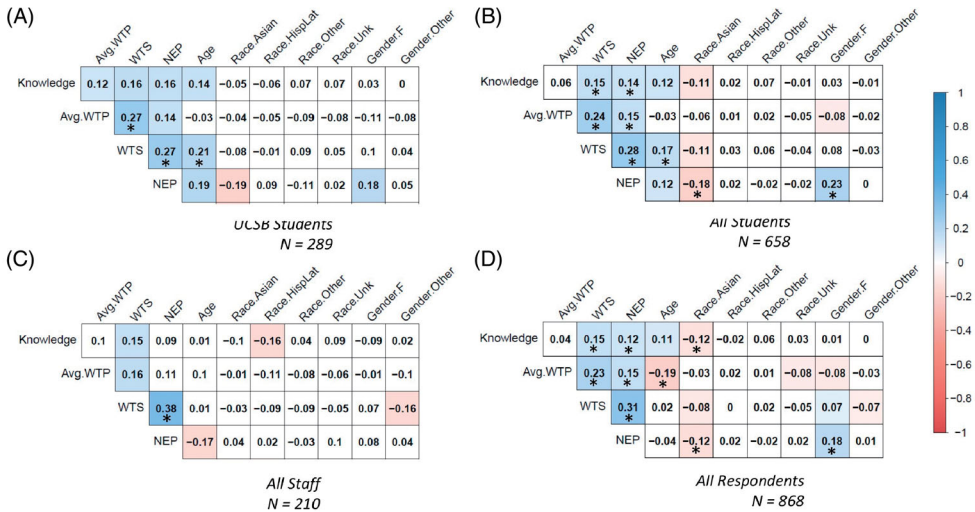 (A)
Avg.WTP WTS NEP Age Race.Asian Race.HispLat Race.Other Race.Unk Gender.F Gender.Other
Knowledge 0.12 0.16 0.16 0.14 −0.05 −0.06 0.07 0.07 0.03 0
Avg.WTP 0.27* 0.14 −0.03 −0.04 −0.05 −0.09 −0.08 −0.11 −0.08
WTS 0.27* 0.21* −0.08 −0.01 0.09 0.05 0.1 0.04
NEP 0.19 −0.19 0.09 −0.11 0.02 0.18 0.05
UCSB Students
N = 289
(B)
Avg.WTP WTS NEP Age Race.Asian Race.HispLat Race.Other Race.Unk Gender.F Gender.Other
Knowledge 0.06 0.15* 0.14* 0.12 −0.11 0.02 0.07 −0.01 0.03 −0.01
Avg.WTP 0.24* 0.15* −0.03 −0.06 0.01 0.02 −0.04 −0.08 −0.02
WTS 0.28* 0.17* −0.11 0.03 0.06 −0.04 0.08 −0.03
NEP 0.12 −0.18* 0.02 −0.02 −0.02 0.23* 0
All Students
N = 658
(C)
Avg.WTP WTS NEP Age Race.Asian Race.HispLat Race.Other Race.Unk Gender.F Gender.Other
Knowledge 0.1 0.15 0.09 0.01 −0.1 −0.16 0.04 0.09 −0.09 0.02
Avg.WTP 0.16 0.11 0.1 −0.01 −0.11 −0.08 −0.06 −0.01 −0.1
WTS 0.38* 0.01 −0.03 −0.09 −0.09 −0.05 0.07 −0.16
NEP −0.17 0.04 0.02 −0.03 0.1 0.08 0.04
All Staff
N = 210
(D)
Avg.WTP WTS NEP Age Race.Asian Race.HispLat Race.Other Race.Unk Gender.F Gender.Other
Knowledge 0.04 0.15* 0.12* 0.11 −0.12* −0.02 0.06 0.03 0.01 0
Avg.WTP 0.23* 0.15* −0.19* −0.03 0.02 0.01 −0.08 −0.08 −0.03
WTS 0.31* 0.02 −0.08 0 0.02 −0.05 0.07 −0.07
NEP −0.04 −0.12* 0.02 −0.02 0.02 0.18* 0.01
All Respondents
N = 868
1
0.8
0.6
0.4
0.2
0
−0.2
−0.4
−0.6
−0.8
−1